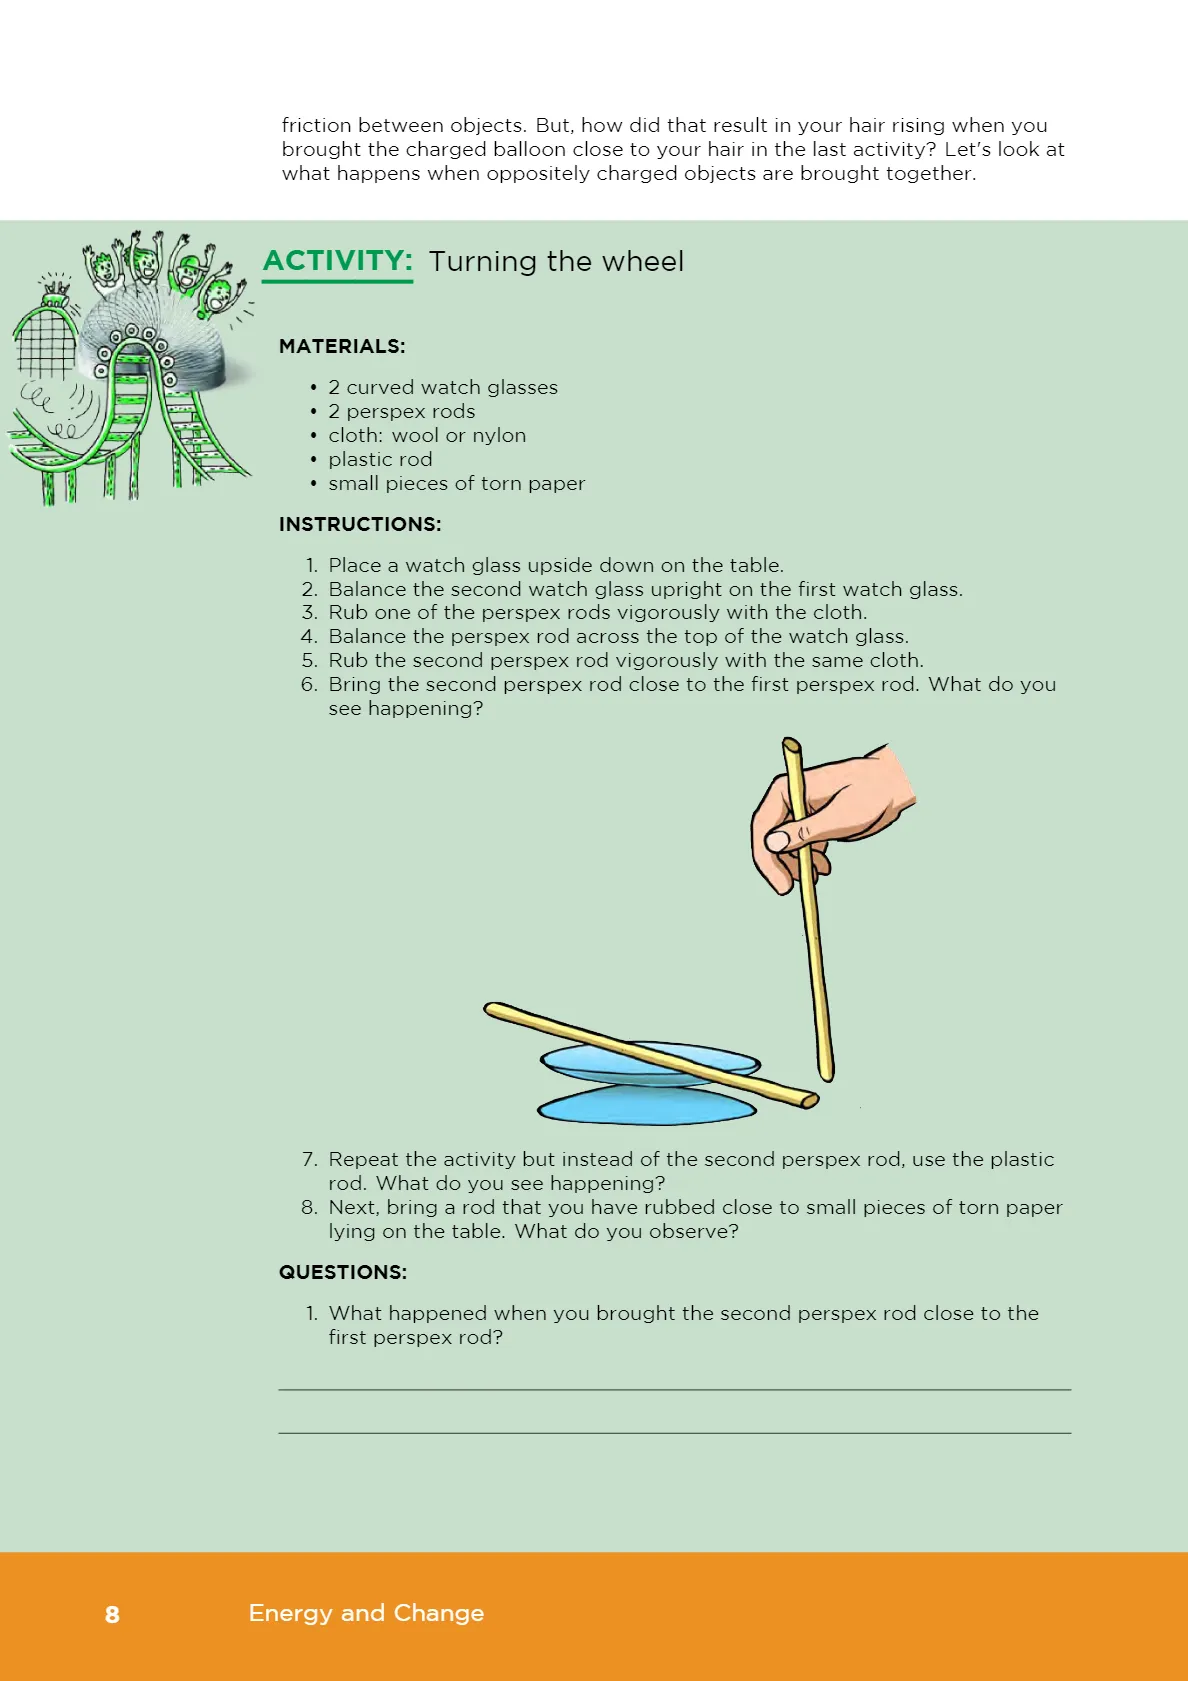 friction between objects. But, how did that result in your hair rising when you
brought the charged balloon close to your hair in the last activity? Let's look at
what happens when oppositely charged objects are brought together.
ACTIVITY: Turning the wheel
MATERIALS:
• 2 curved watch glasses
• 2 perspex rods
• cloth: wool or nylon
• plastic rod
• small pieces of torn paper
INSTRUCTIONS:
1. Place a watch glass upside down on the table.
2. Balance the second watch glass upright on the first watch glass.
3. Rub one of the perspex rods vigorously with the cloth.
4. Balance the perspex rod across the top of the watch glass.
5. Rub the second perspex rod vigorously with the same cloth.
6. Bring the second perspex rod close to the first perspex rod. What do you
see happening?
7. Repeat the activity but instead of the second perspex rod, use the plastic
rod. What do you see happening?
8. Next, bring a rod that you have rubbed close to small pieces of torn paper
lying on the table. What do you observe?
QUESTIONS:
1. What happened when you brought the second perspex rod close to the
first perspex rod?
8 Energy and Change